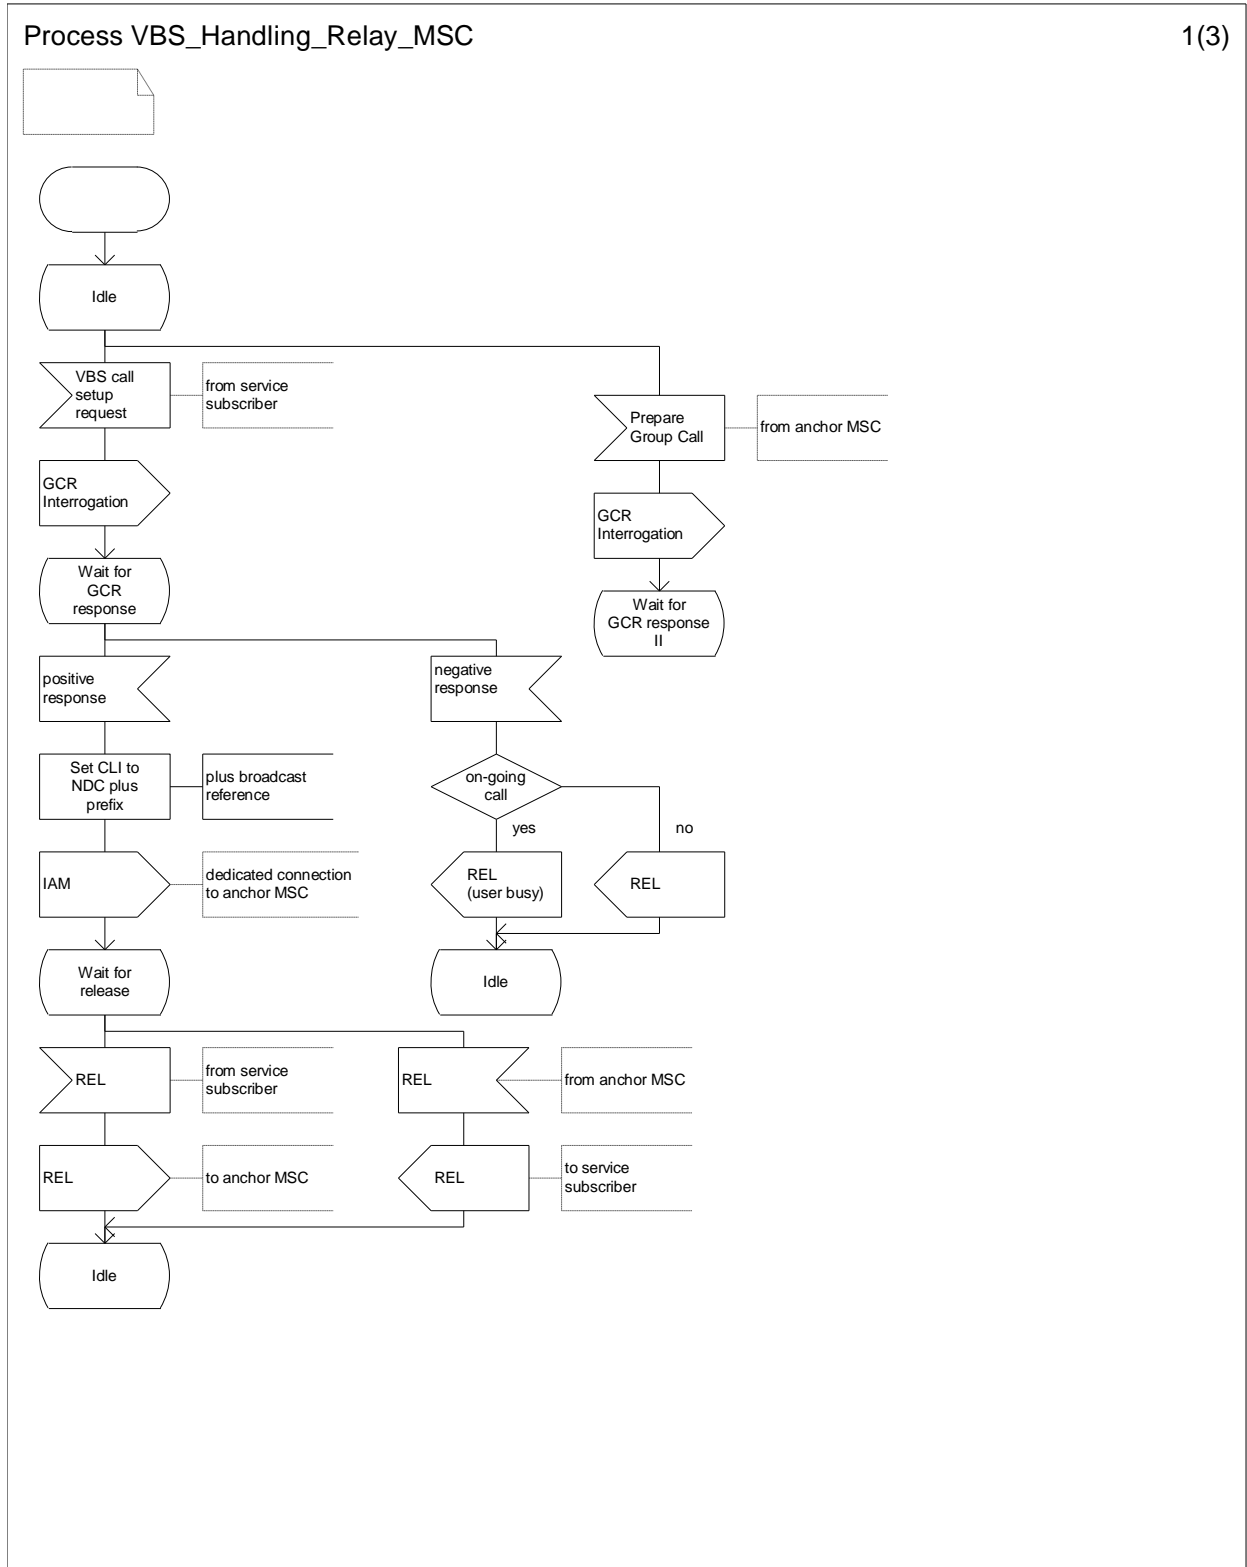 Process VBS_Handling_Relay_MSC
1(3)
Idle
VBS call
setup
request
from service
subscriber
Prepare
Group Call
from anchor MSC
GCR
Interrogation
GCR
Interrogation
Wait for
GCR
response
Wait for
GCR response
II
positive
response
negative
response
Set CLI to
NDC plus
prefix
plus broadcast
reference
on-going
call
yes
no
IAM
dedicated connection
to anchor MSC
REL
(user busy)
REL
Wait for
release
Idle
REL
from service
subscriber
REL
from anchor MSC
REL
to anchor MSC
REL
to service
subscriber
Idle